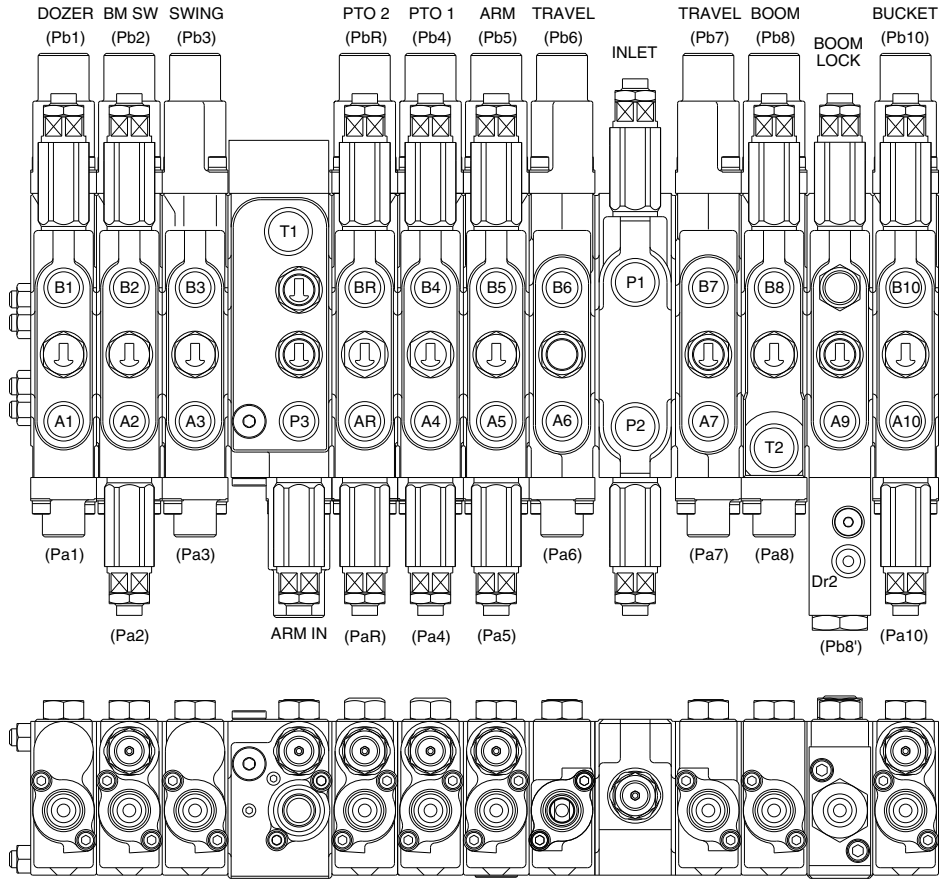 DOZER BM SW SWING PTO 2 PTO 1 ARM TRAVEL TRAVEL BOOM BUCKET
(Pb1) (Pb2) (Pb3) (PbR) (Pb4) (Pb5) (Pb6) (Pb7) (Pb8) (Pb10)
INLET
BOOM
LOCK
T1
B1 B2 B3 BR B4 B5 B6 P1 B7 B8 B10
A1 A2 A3 P3 AR A4 A5 A6 P2 A7 A9 A10
T2
(Pa1) (Pa3) (Pa6) (Pa7) (Pa8)
Dr2
(Pa2) ARM IN (PaR) (Pa4) (Pa5) (Pb8') (Pa10)